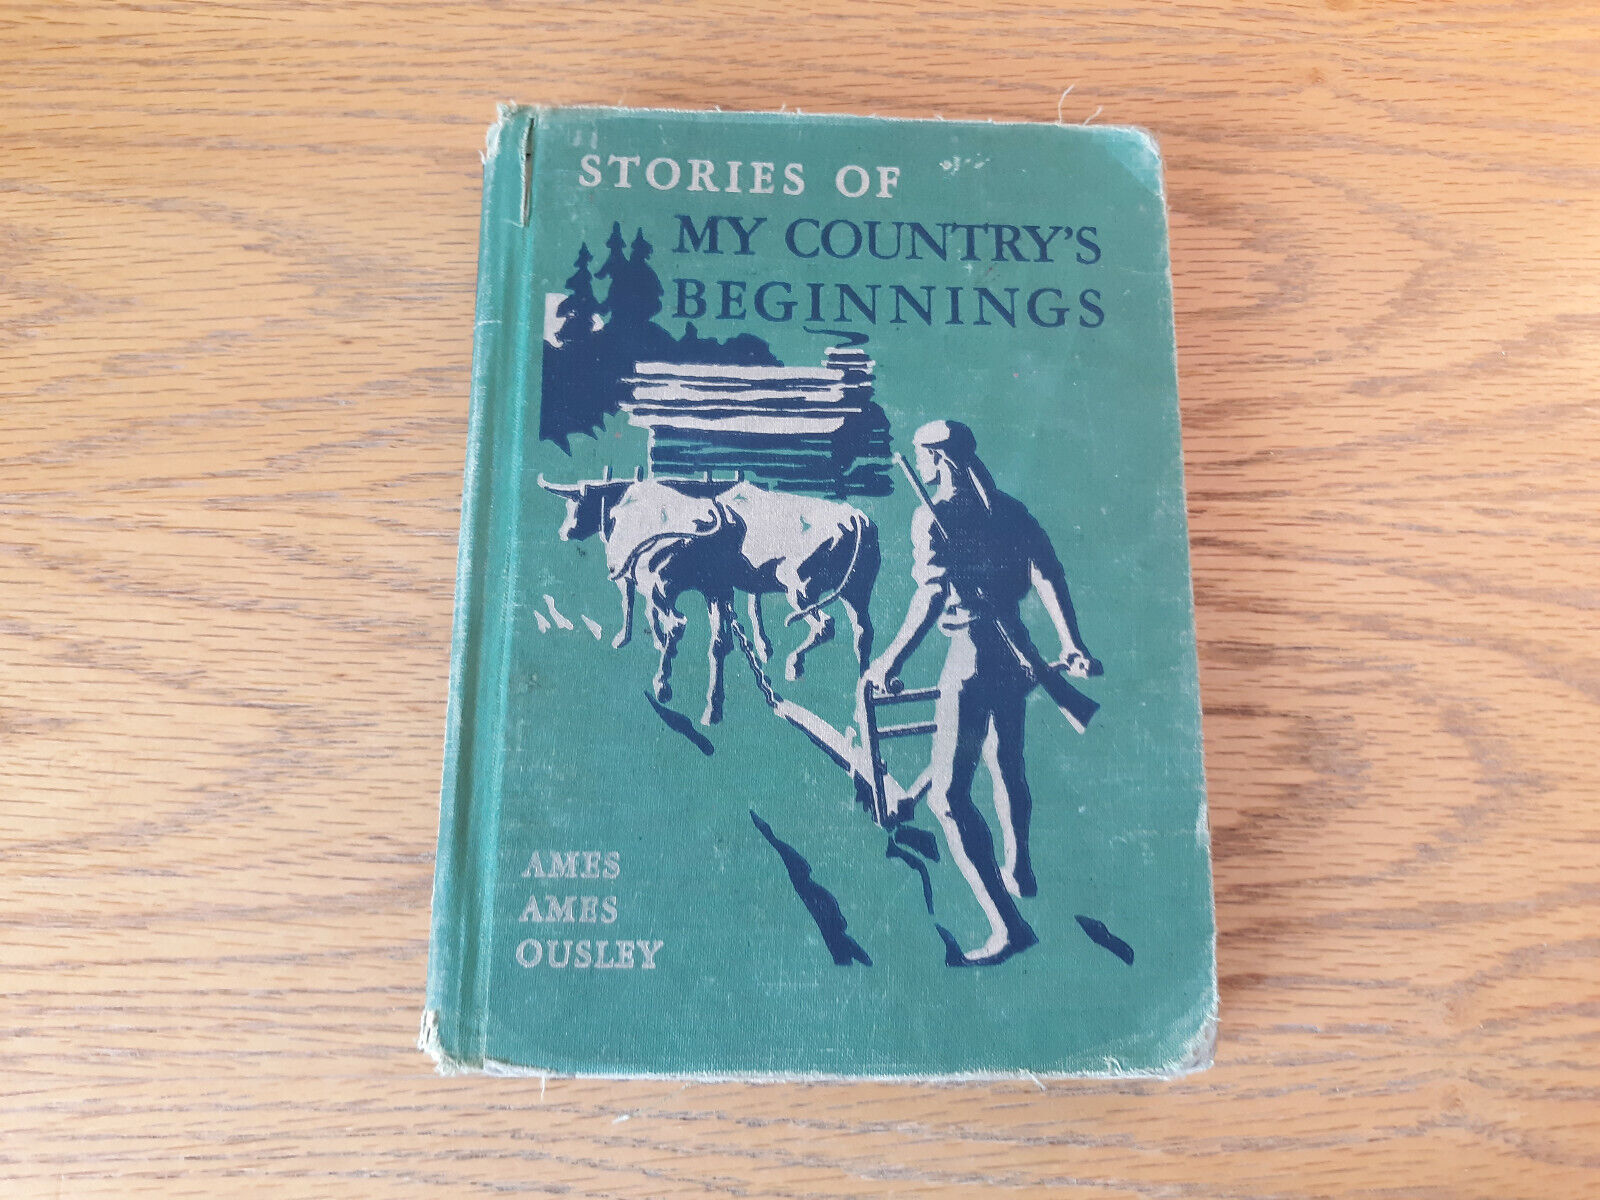 STORIES OF
MY COUNTRY'S
BEGINNINGS
AMES
AMES
OUSLEY